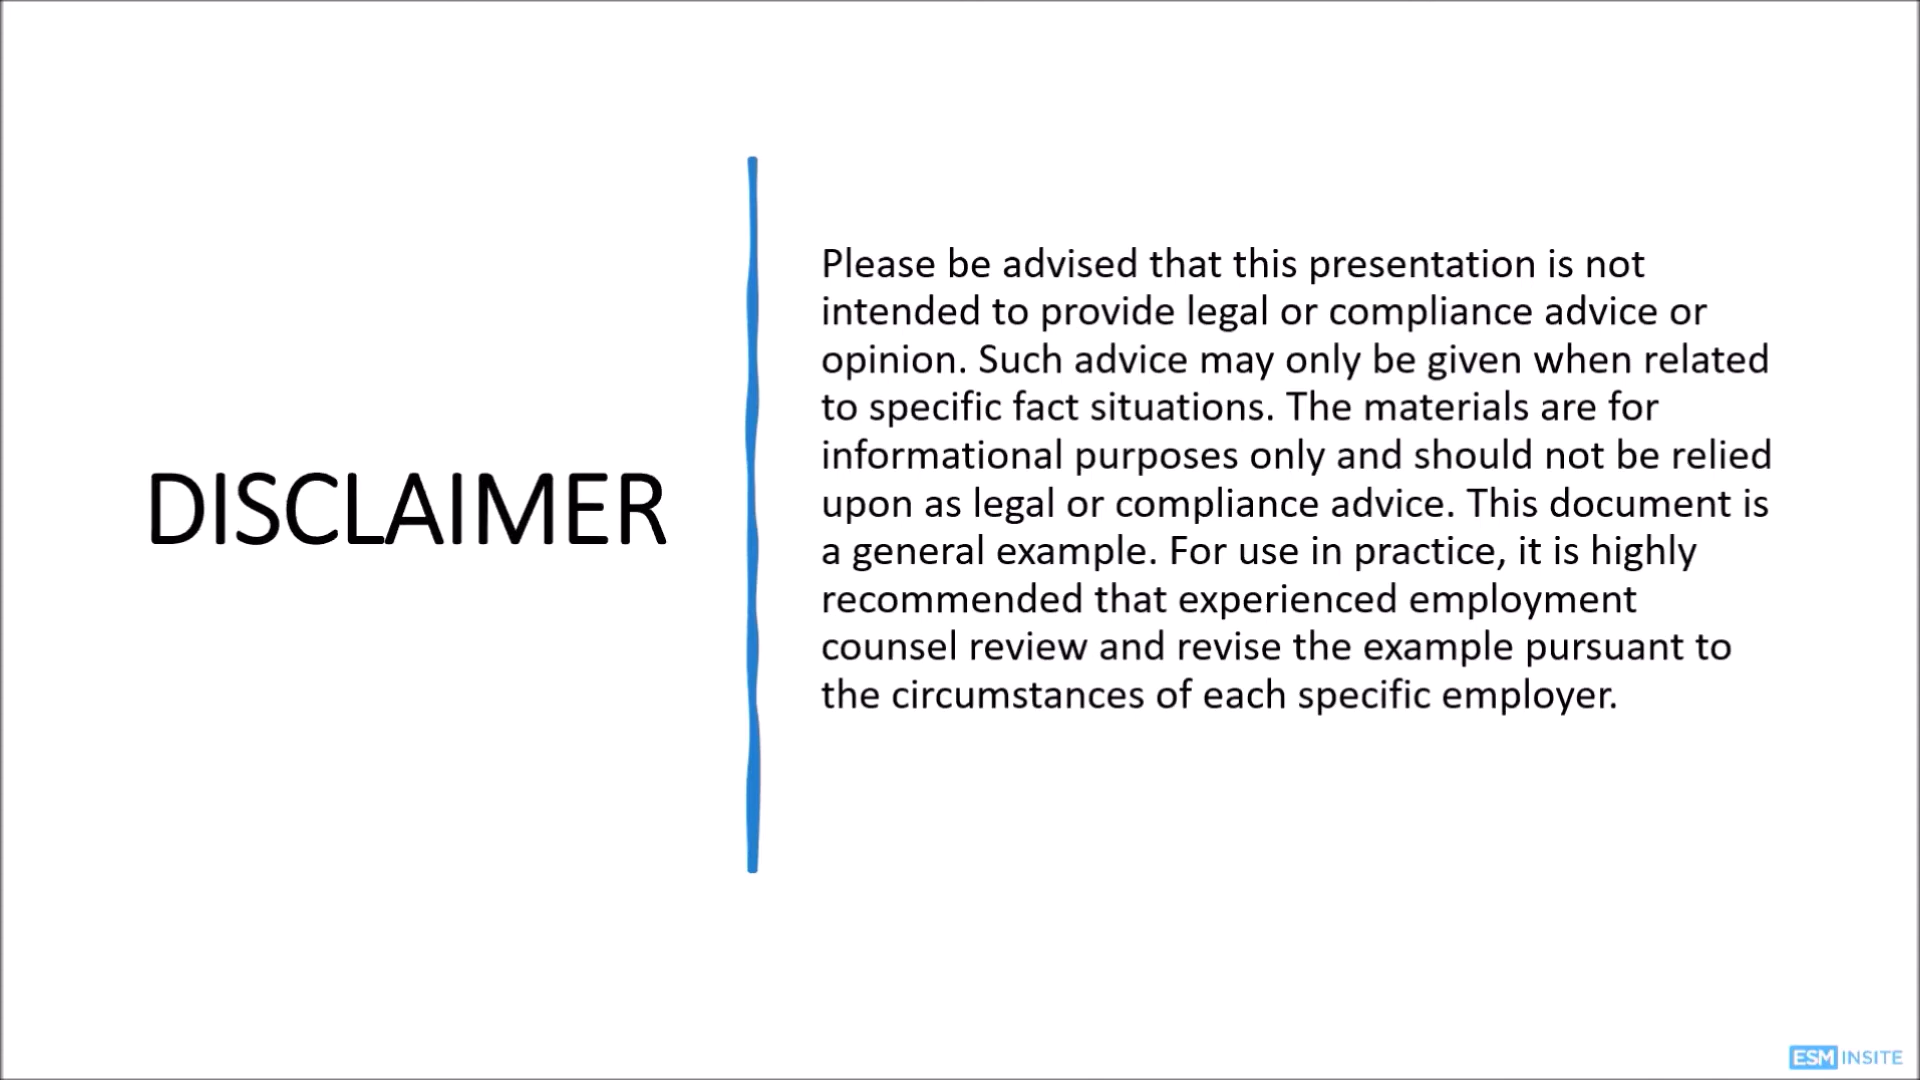 DISCLAIMER
Please be advised that this presentation is not
intended to provide legal or compliance advice or
opinion. Such advice may only be given when related
to specific fact situations. The materials are for
informational purposes only and should not be relied
upon as legal or compliance advice. This document is
a general example. For use in practice, it is highly
recommended that experienced employment
counsel review and revise the example pursuant to
the circumstances of each specific employer.
ESM INSITE